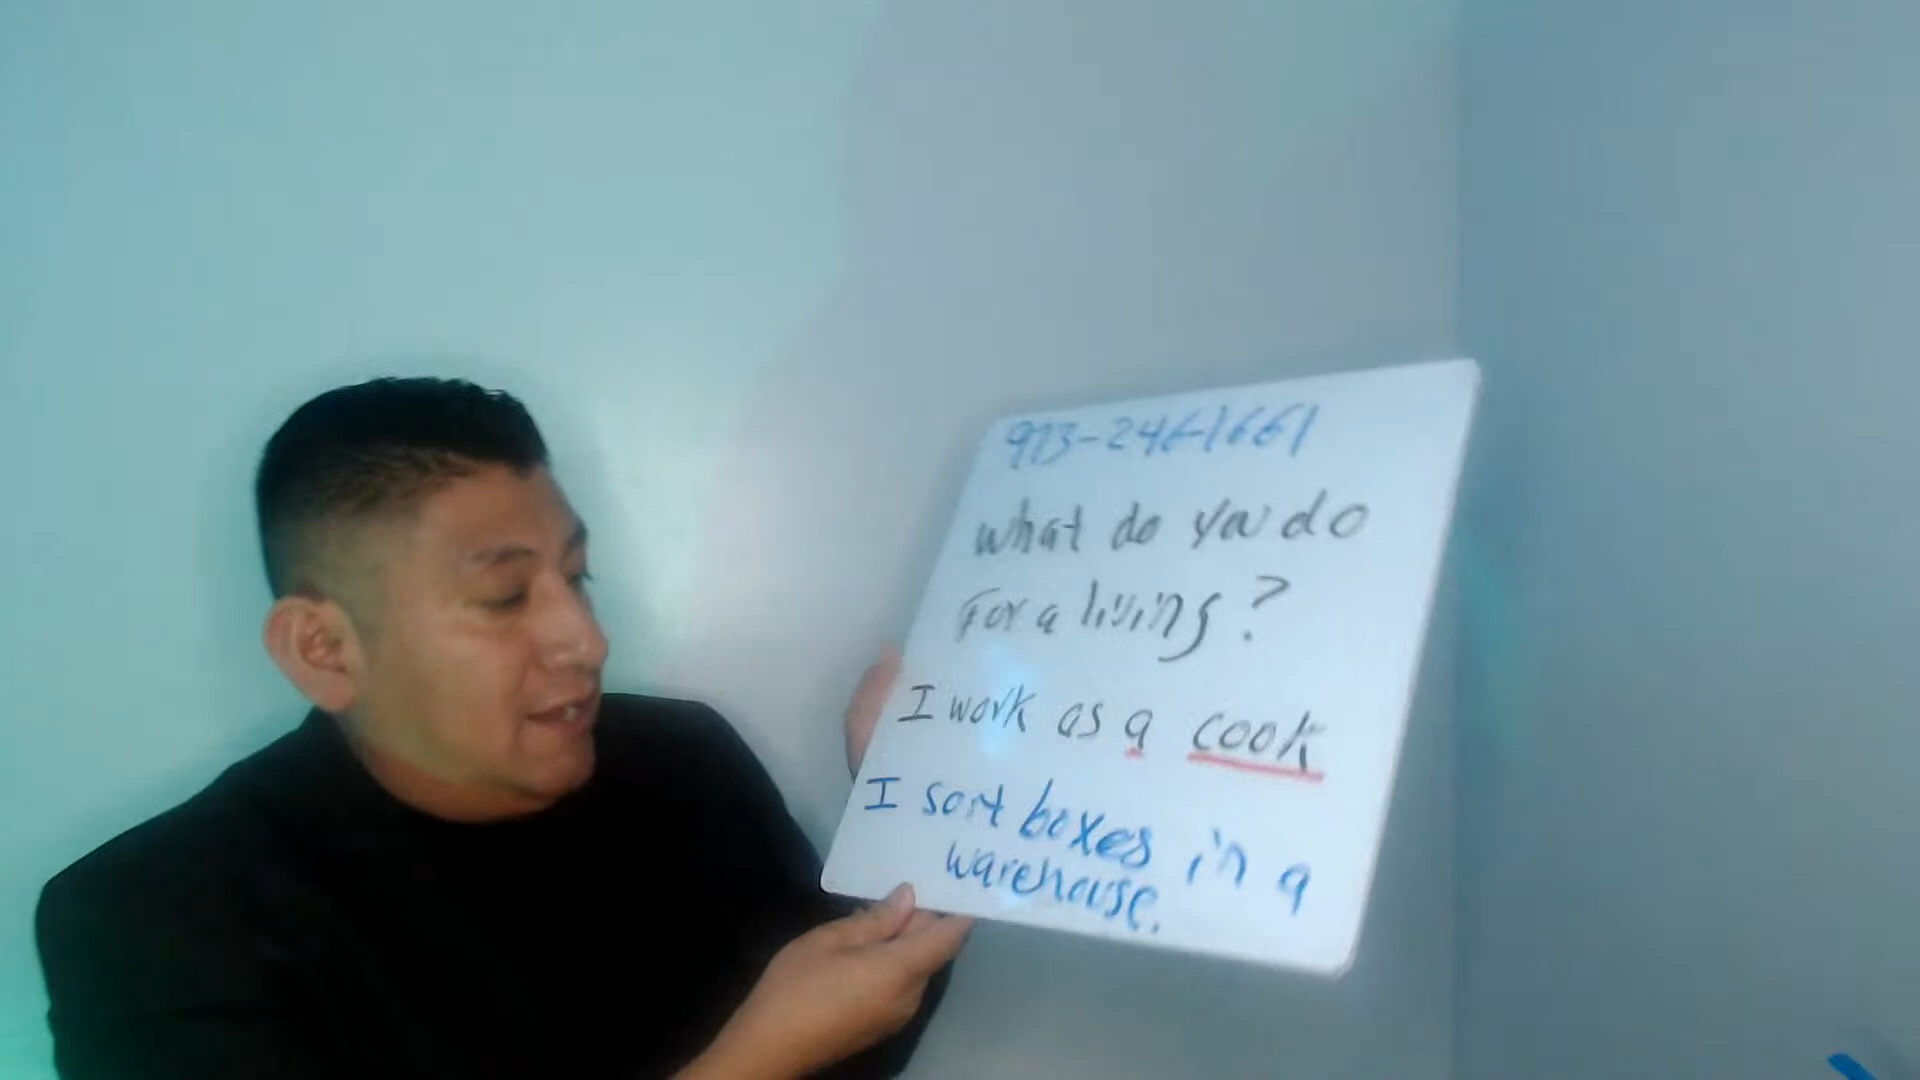 973-246-1661
What do you do
For a living?
I work as a cook
I sort boxes in a
warehouse.